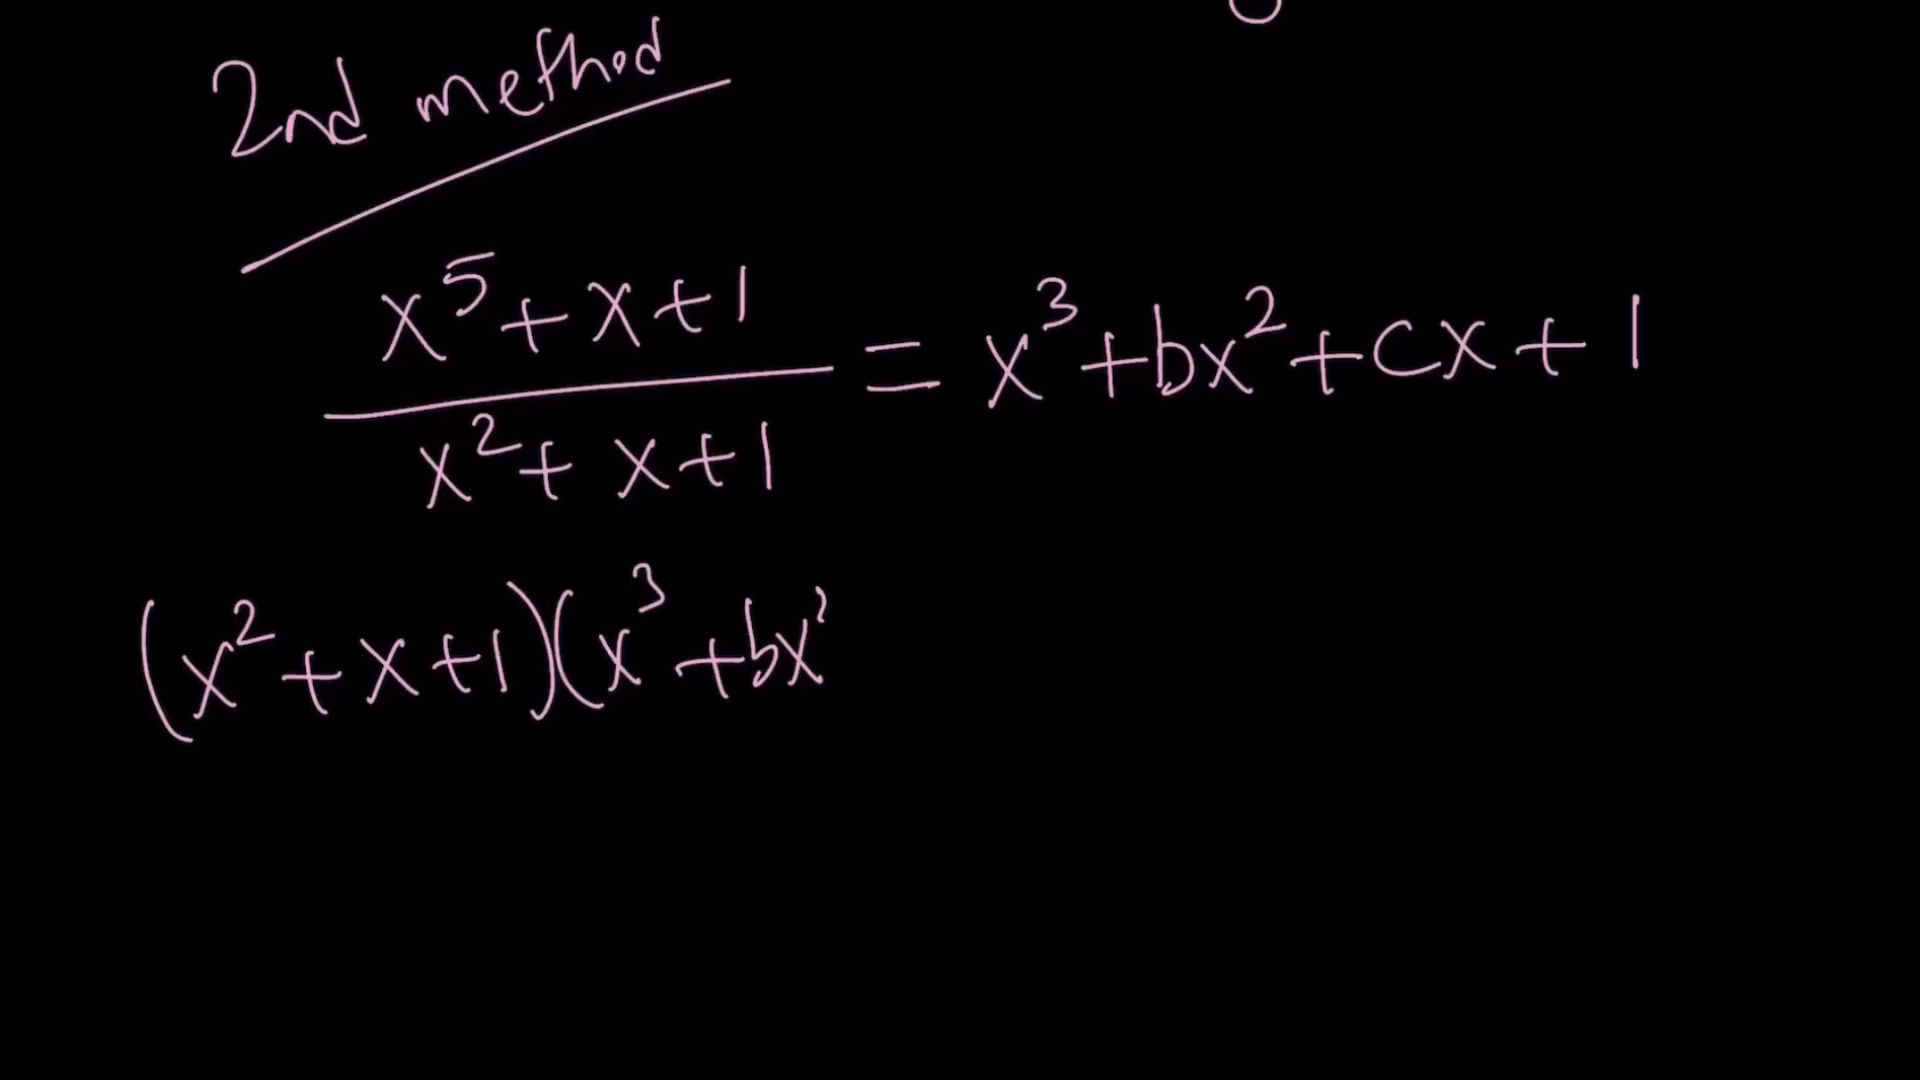 2nd method
x^5 + x + 1
x^2 + x + 1
= x^3 + bx^2 + cx + 1
(x^2 + x + 1)(x^3 + bx^2